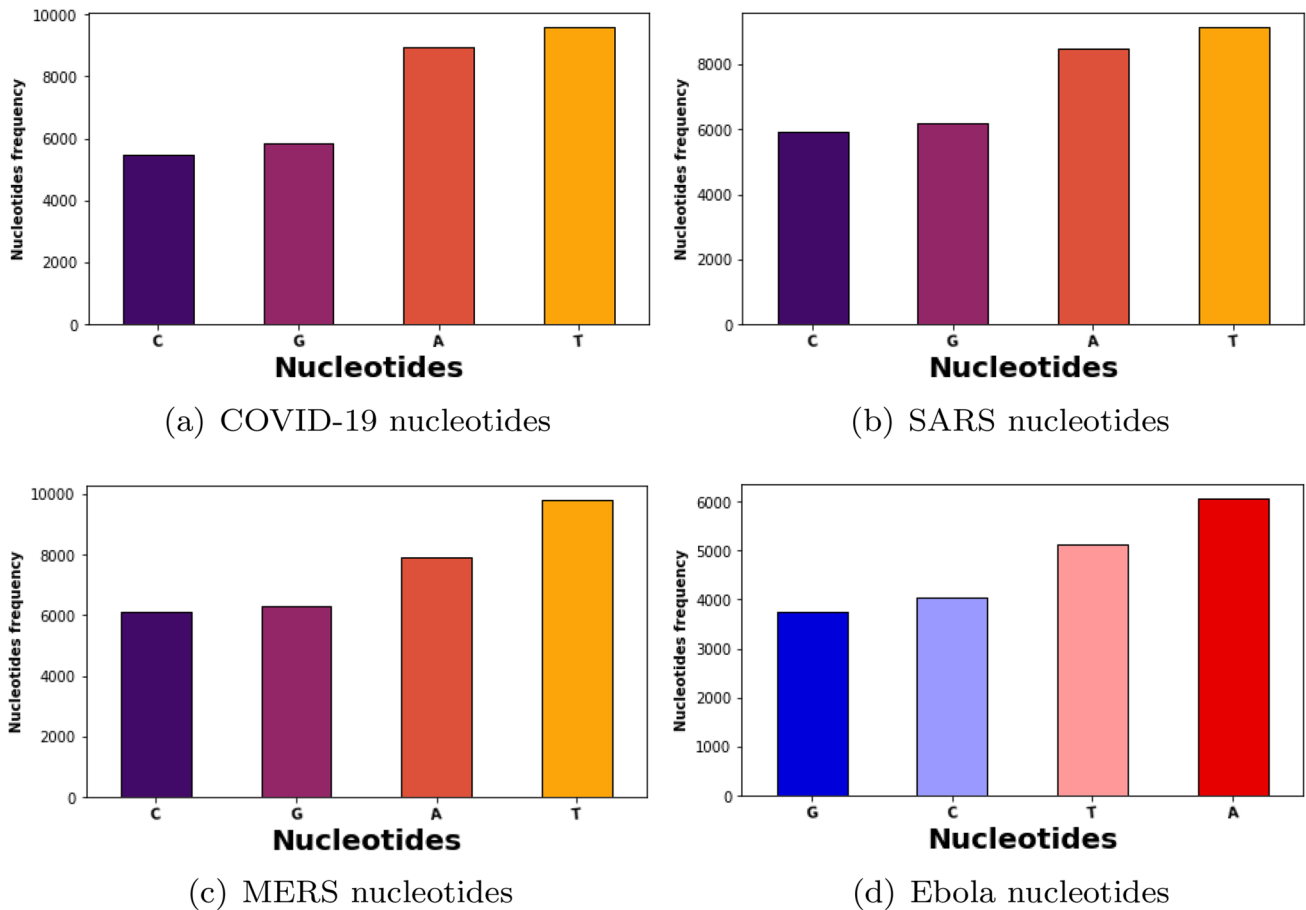 Nucleotides frequency
10000
8000
6000
4000
2000
0
C G A T
Nucleotides
(a) COVID-19 nucleotides
Nucleotides frequency
8000
6000
4000
2000
0
C G A T
Nucleotides
(b) SARS nucleotides
Nucleotides frequency
10000
8000
6000
4000
2000
0
C G A T
Nucleotides
(c) MERS nucleotides
Nucleotides frequency
6000
5000
4000
3000
2000
1000
0
G C T A
Nucleotides
(d) Ebola nucleotides